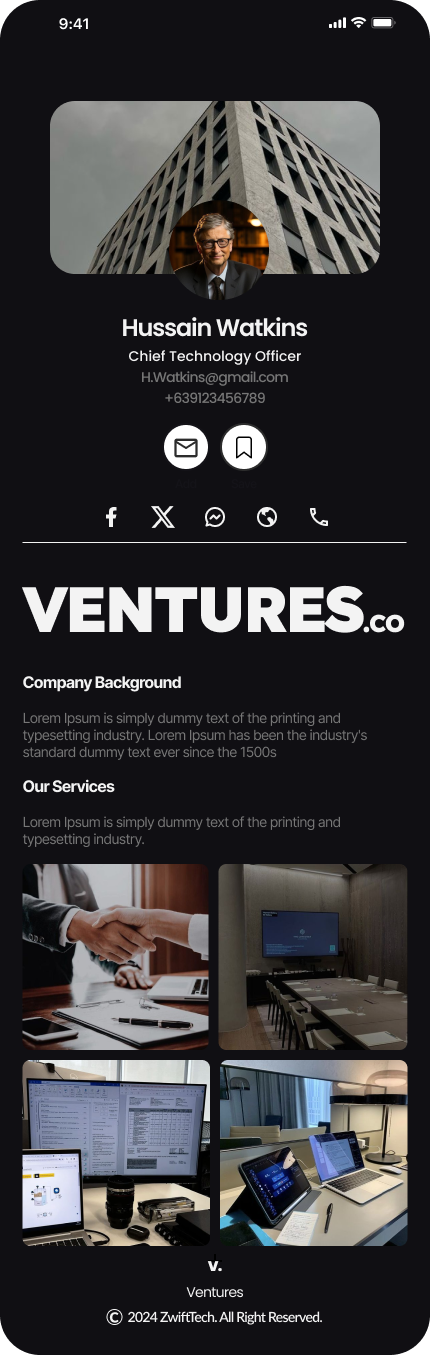 9:41
Hussain Watkins
Chief Technology Officer
H.Watkins@gmail.com
+639123456789
VENTURES.co
Company Background
Lorem Ipsum is simply dummy text of the printing and
typesetting industry. Lorem Ipsum has been the industry's
standard dummy text ever since the 1500s
Our Services
Lorem Ipsum is simply dummy text of the printing and
typesetting industry.
v.
Ventures
© 2024 ZwiftTech. All Right Reserved.